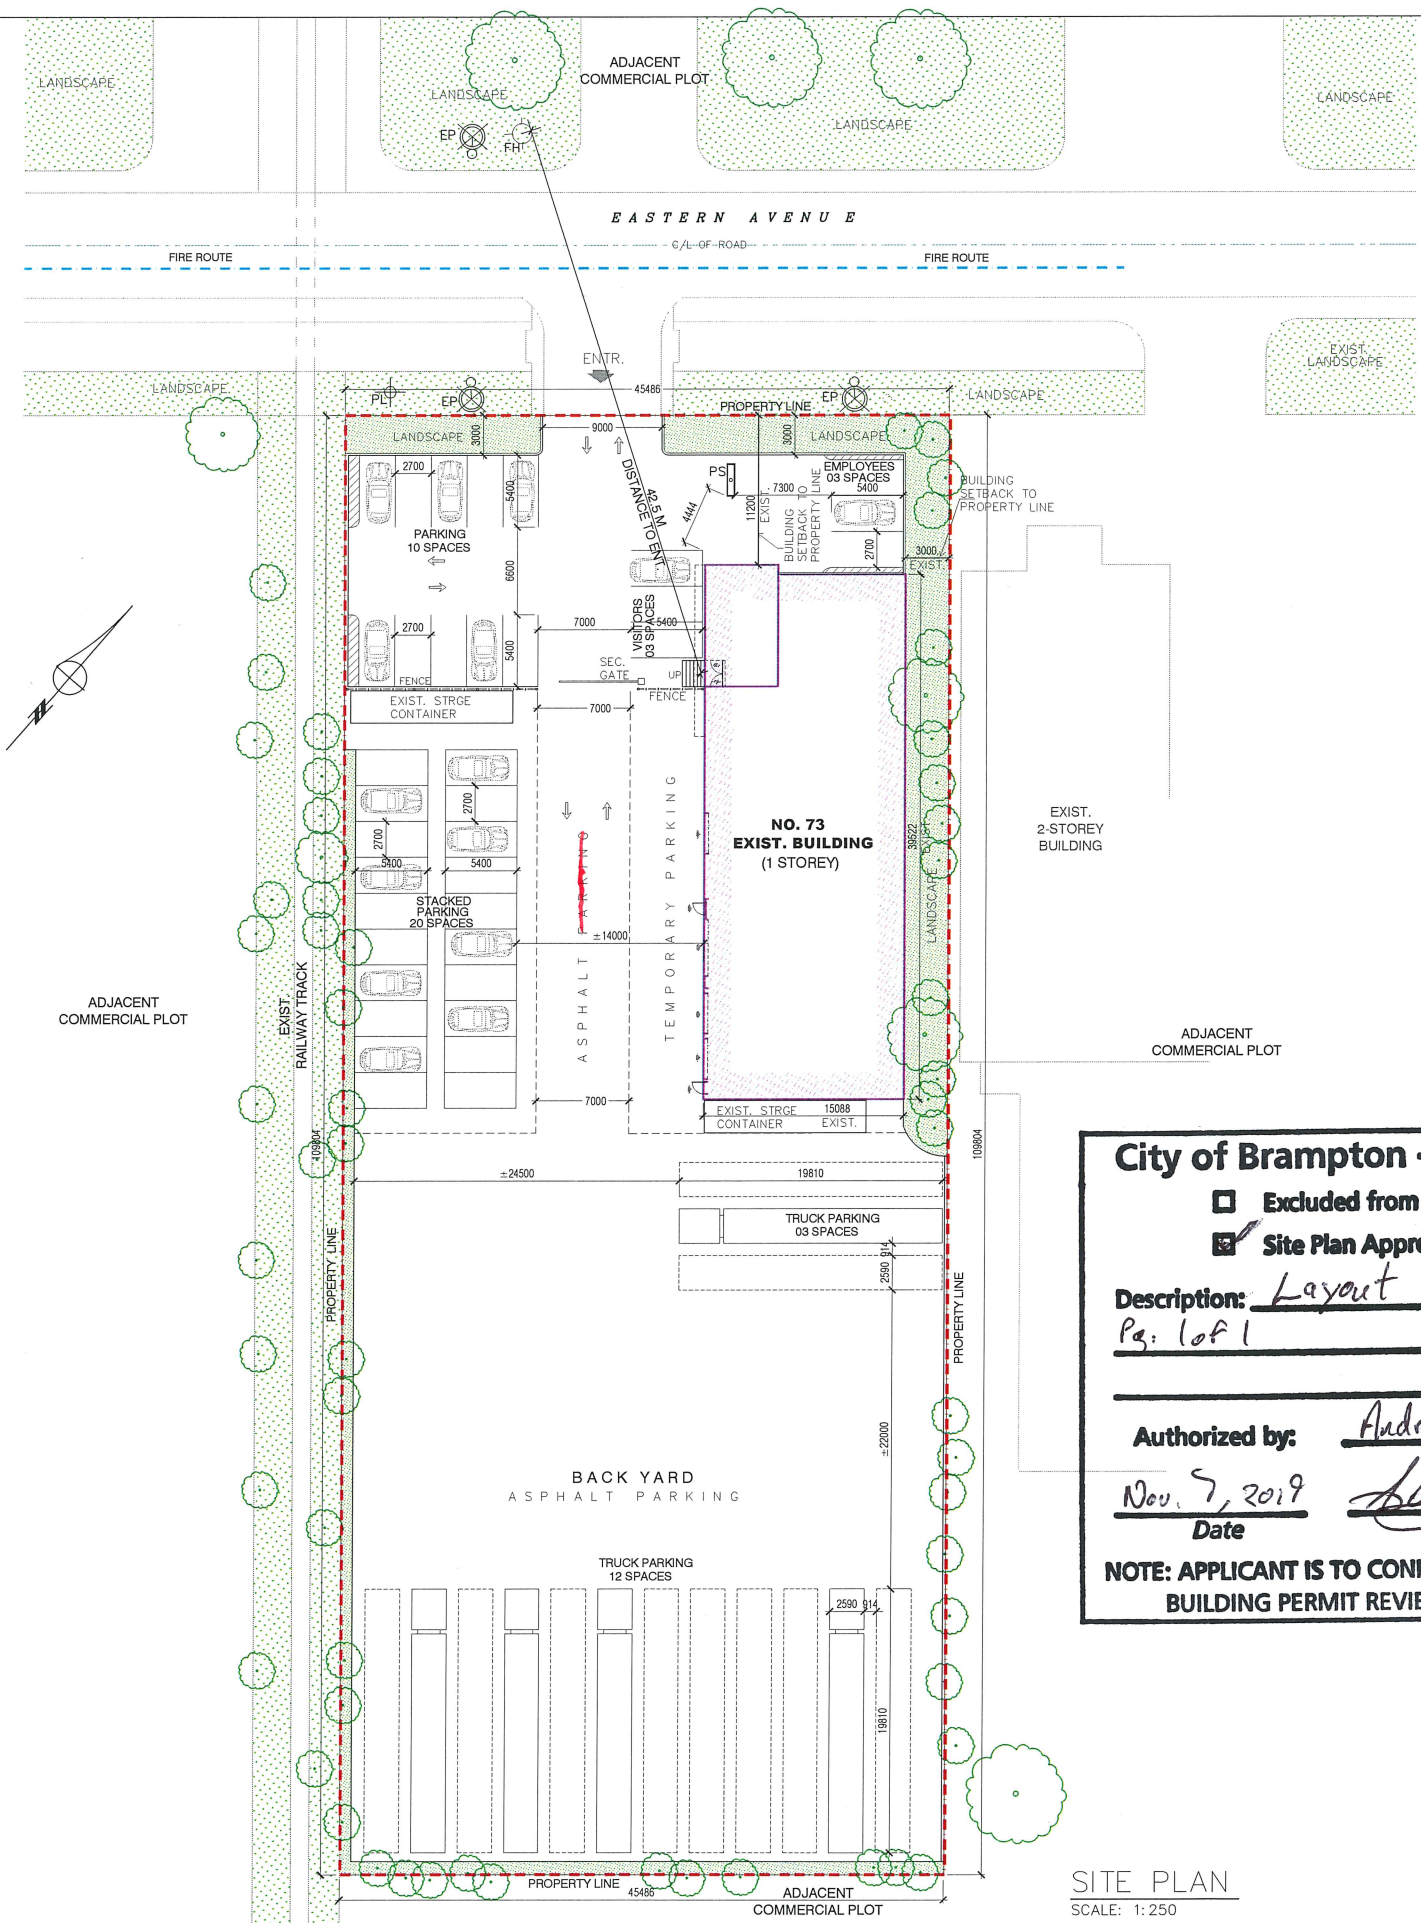 ADJACENT
COMMERCIAL PLOT
LANDSCAPE
LANDSCAPE
LANDSCAPE
LANDSCAPE
EP
FH
EASTERN AVENUE
C/L OF ROAD
FIRE ROUTE
FIRE ROUTE
ENTR.
EXIST.
LANDSCAPE
LANDSCAPE
PL
EP
45486
EP
LANDSCAPE
PROPERTY LINE
LANDSCAPE
3000
9000
3000
LANDSCAPE
2700
5400
42.5 M
DISTANCE TO ENT.
PS
4444
7300
11200
EXIST.
BUILDING
SETBACK TO
PROPERTY LINE
EMPLOYEES
03 SPACES
5400
2700
BUILDING
SETBACK TO
PROPERTY LINE
3000
EXIST.
PARKING
10 SPACES
6600
2700
5400
7000
VISITORS
03 SPACES
5400
SEC.
GATE
UP
FENCE
FENCE
EXIST. STRGE
CONTAINER
7000
2700
2700
5400
5400
STACKED
PARKING
20 SPACES
ASPHALT PARKING
TEMPORARY PARKING
±14000
NO. 73
EXIST. BUILDING
(1 STOREY)
39522
LANDSCAPE EXIST.
EXIST.
2-STOREY
BUILDING
ADJACENT
COMMERCIAL PLOT
EXIST.
RAILWAY TRACK
ADJACENT
COMMERCIAL PLOT
7000
EXIST. STRGE
CONTAINER
15088
EXIST.
109804
109804
±24500
19810
TRUCK PARKING
03 SPACES
914
2590
PROPERTY LINE
PROPERTY LINE
±22000
BACK YARD
ASPHALT PARKING
TRUCK PARKING
12 SPACES
2590
914
19810
PROPERTY LINE
45486
ADJACENT
COMMERCIAL PLOT
City of Brampton
Excluded from
Site Plan Appr
Description: Layout
Pg. 1 of 1
Authorized by: Andr
Nov. 7, 2019
Date
NOTE: APPLICANT IS TO CON
BUILDING PERMIT REVIE
SITE PLAN
SCALE: 1:250